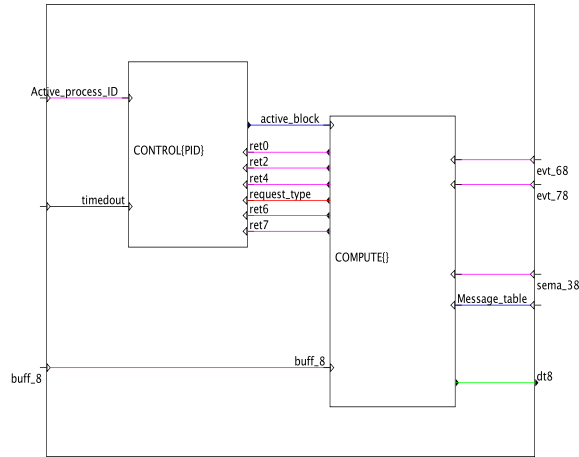 Active_process_ID
CONTROL{PID}
timedout
active_block
ret0
ret2
ret4
request_type
ret6
ret7
COMPUTE{}
evt_68
evt_78
sema_38
Message_table
buff_8
buff_8
dt8